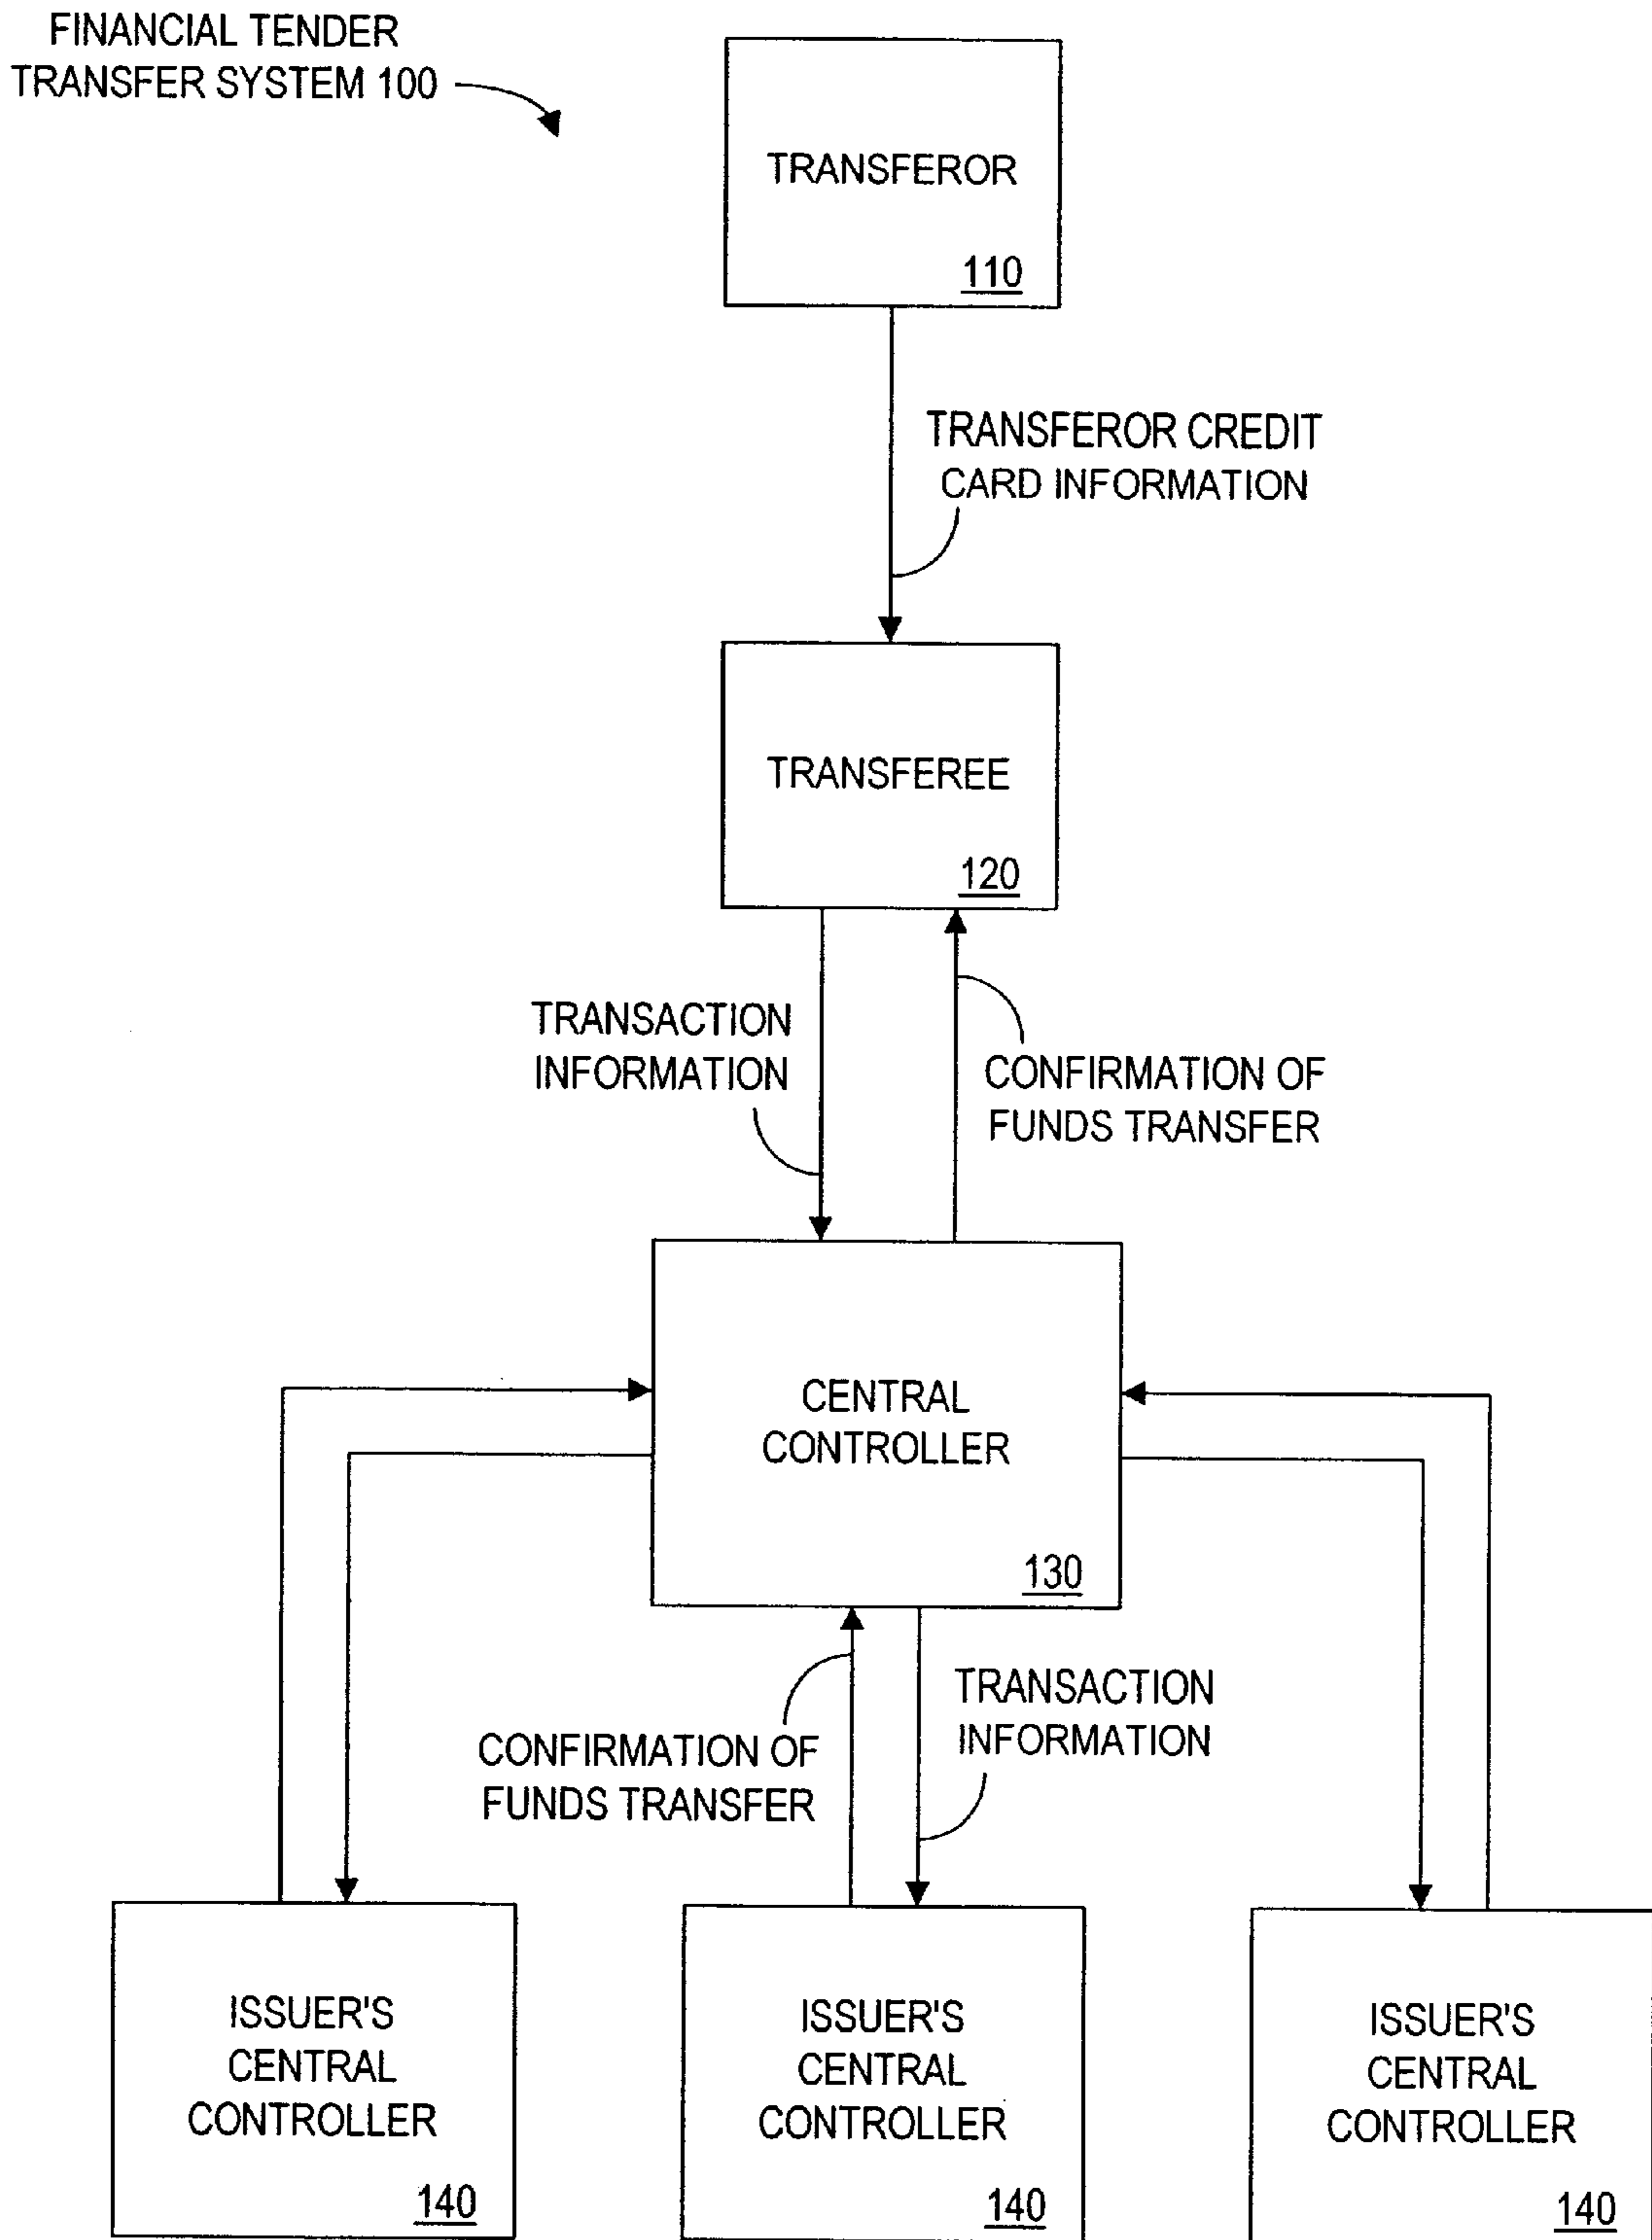 FINANCIAL TENDER
TRANSFER SYSTEM 100
TRANSFEROR
110
TRANSFEROR CREDIT
CARD INFORMATION
TRANSFEREE
120
TRANSACTION
INFORMATION
CONFIRMATION OF
FUNDS TRANSFER
CENTRAL
CONTROLLER
130
CONFIRMATION OF
FUNDS TRANSFER
TRANSACTION
INFORMATION
ISSUER'S
CENTRAL
CONTROLLER
140
ISSUER'S
CENTRAL
CONTROLLER
140
ISSUER'S
CENTRAL
CONTROLLER
140